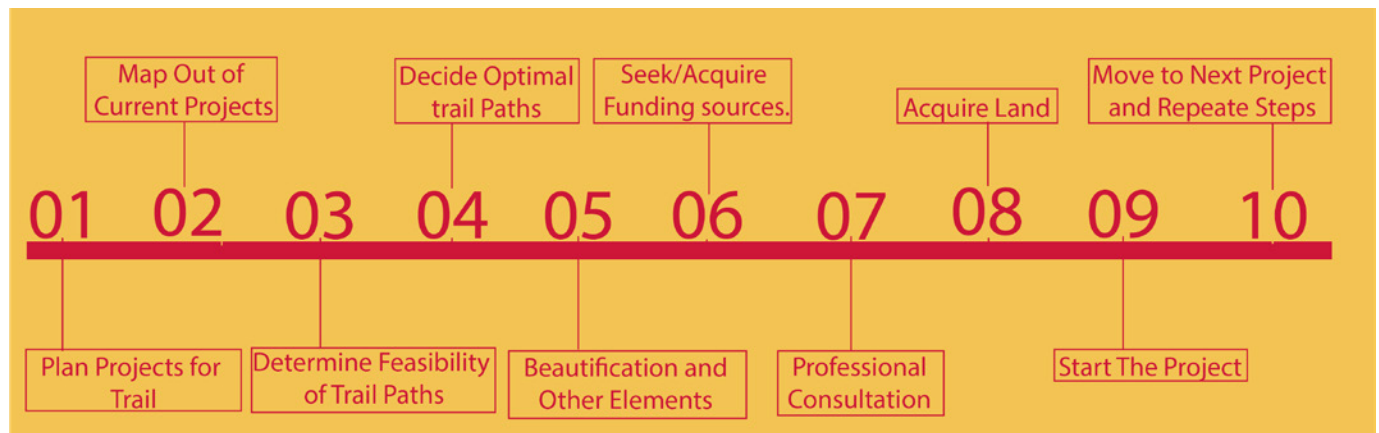 Map Out of
Current Projects
Decide Optimal
trail Paths
Seek/Acquire
Funding sources.
Acquire Land
Move to Next Project
and Repeat Steps
01 02 03 04 05 06 07 08 09 10
Plan Projects for
Trail
Determine Feasibility
of Trail Paths
Beautification and
Other Elements
Professional
Consultation
Start The Project